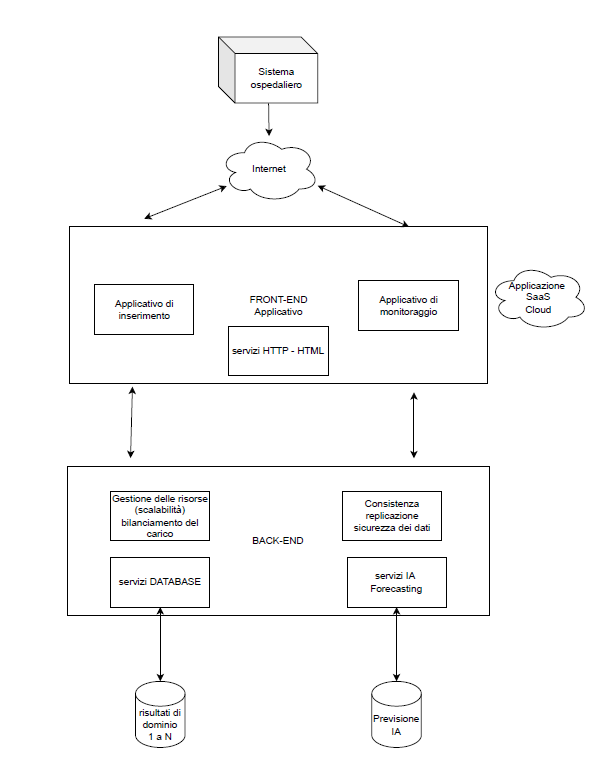 Sistema
ospedaliero
Internet
Applicazione
SaaS
Cloud
Applicativo di
inserimento
FRONT-END
Applicativo
Applicativo di
monitoraggio
servizi HTTP - HTML
Gestione delle risorse
(scalabilità)
bilanciamento del
carico
Consistenza
replicazione
sicurezza dei dati
BACK-END
servizi DATABASE
servizi IA
Forecasting
risultati di
dominio
1 a N
Previsione
IA